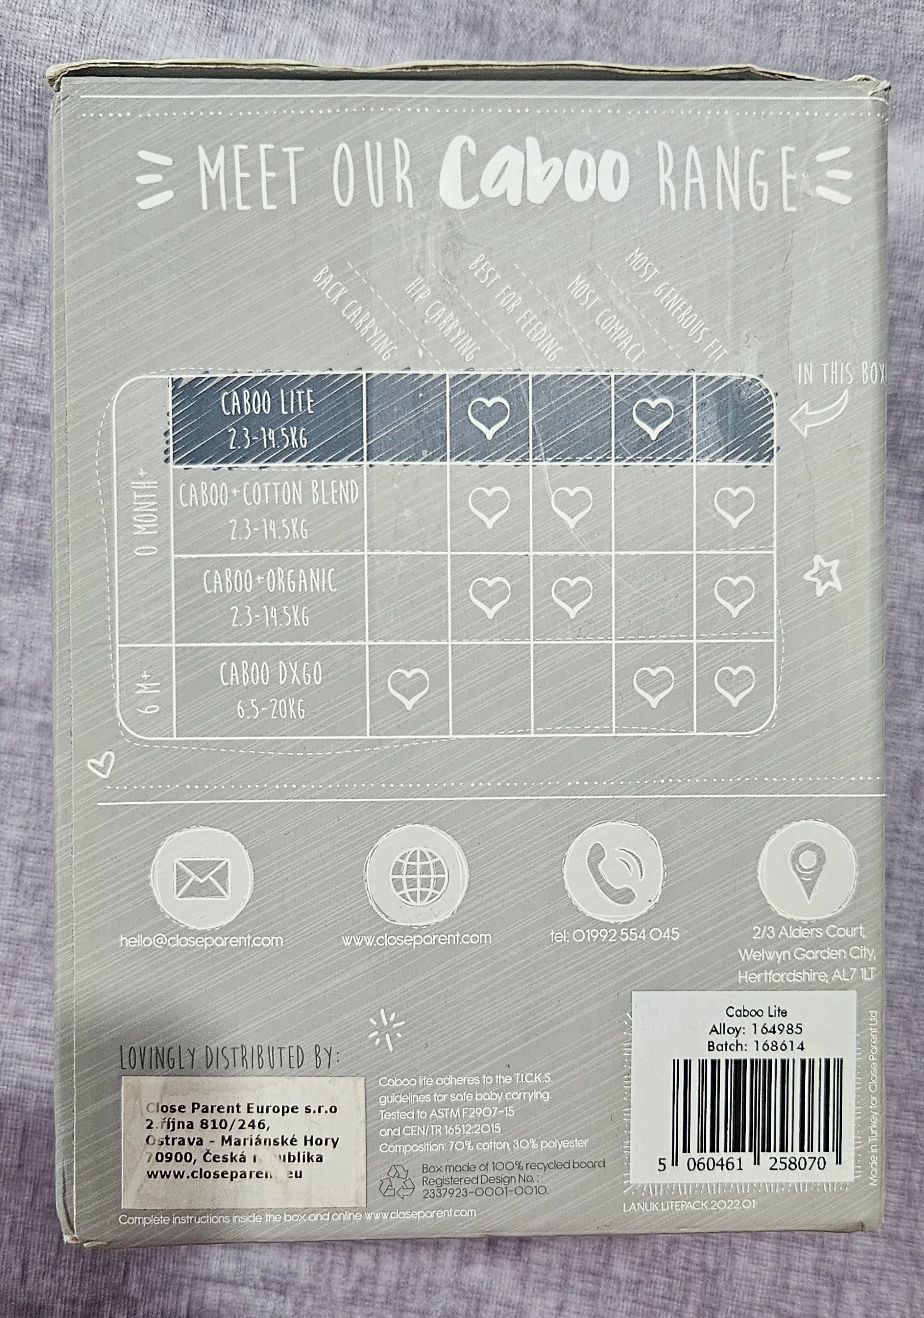 MEET OUR Caboo RANGE
BACK CARRYING
HIP CARRYING
BEST FOR FEEDING
MOST COMPACT
MOST GENEROUS FIT
IN THIS BOX
0 MONTH+
CABOO LITE
2.3-14.5KG
CABOO+COTTON BLEND
2.3-14.5KG
CABOO+ORGANIC
2.3-14.5KG
6 M+
CABOO DXGO
6.5-20KG
hello@closeparent.com
www.closeparent.com
tel: 01992 554 045
2/3 Alders Court,
Welwyn Garden City,
Hertfordshire, AL7 1LT
LOVINGLY DISTRIBUTED BY:
Close Parent Europe s.r.o
2.října 810/246,
Ostrava - Mariánské Hory
70900, Česká
Caboo lite adheres to the T.I.C.K.S.
guidelines for safe baby carrying.
Tested to ASTM F2907-15
and CEN/TR 16512:2015
Composition: 70% cotton, 30% polyester
Box made of 100% recycled board
Registered Design No.:
2337923-0001-0010.
Complete instructions inside the box and online www.closeparent.com
Caboo Lite
Alloy: 164985
Batch: 168614
5 060461 258070
LANUK.LITEPACK.2022.01
Made in Turkey for Close Parent Ltd